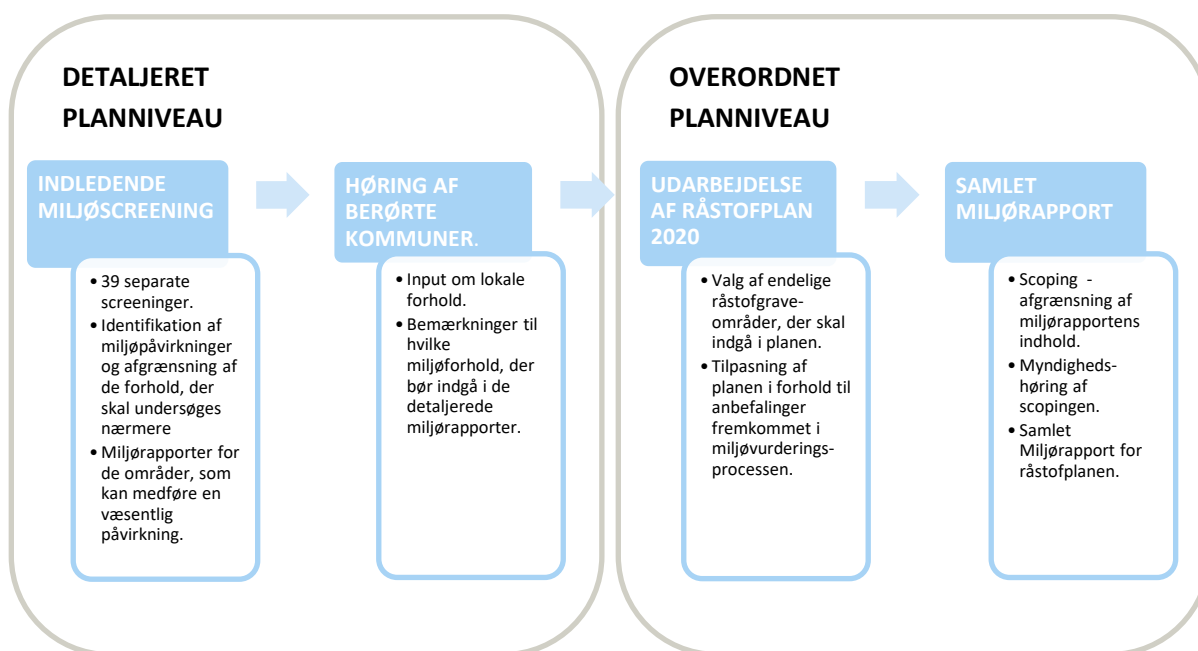 DETALJERET
PLANNIVEAU
INDLEDENDE
MILJØSCREENING
• 39 separate
screeninger.
• Identifikation af
miljøpåvirkninger
og afgrænsning af
de forhold, der
skal undersøges
nærmere
• Miljørapporter for
de områder, som
kan medføre en
væsentlig
påvirkning.
HØRING AF
BERØRTE
KOMMUNER.
• Input om lokale
forhold.
• Bemærkninger til
hvilke
miljøforhold, der
bør indgå i de
detaljerede
miljørapporter.
OVERORDNET
PLANNIVEAU
UDARBEJDELSE
AF RÅSTOFPLAN
2020
• Valg af endelige
råstofgrave-
områder, der skal
indgå i planen.
• Tilpasning af
planen i forhold til
anbefalinger
fremkommet i
miljøvurderings-
processen.
SAMLET
MILJØRAPPORT
• Scoping -
afgrænsning af
miljørapportens
indhold.
• Myndigheds-
høring af
scopingen.
• Samlet
Miljørapport for
råstofplanen.